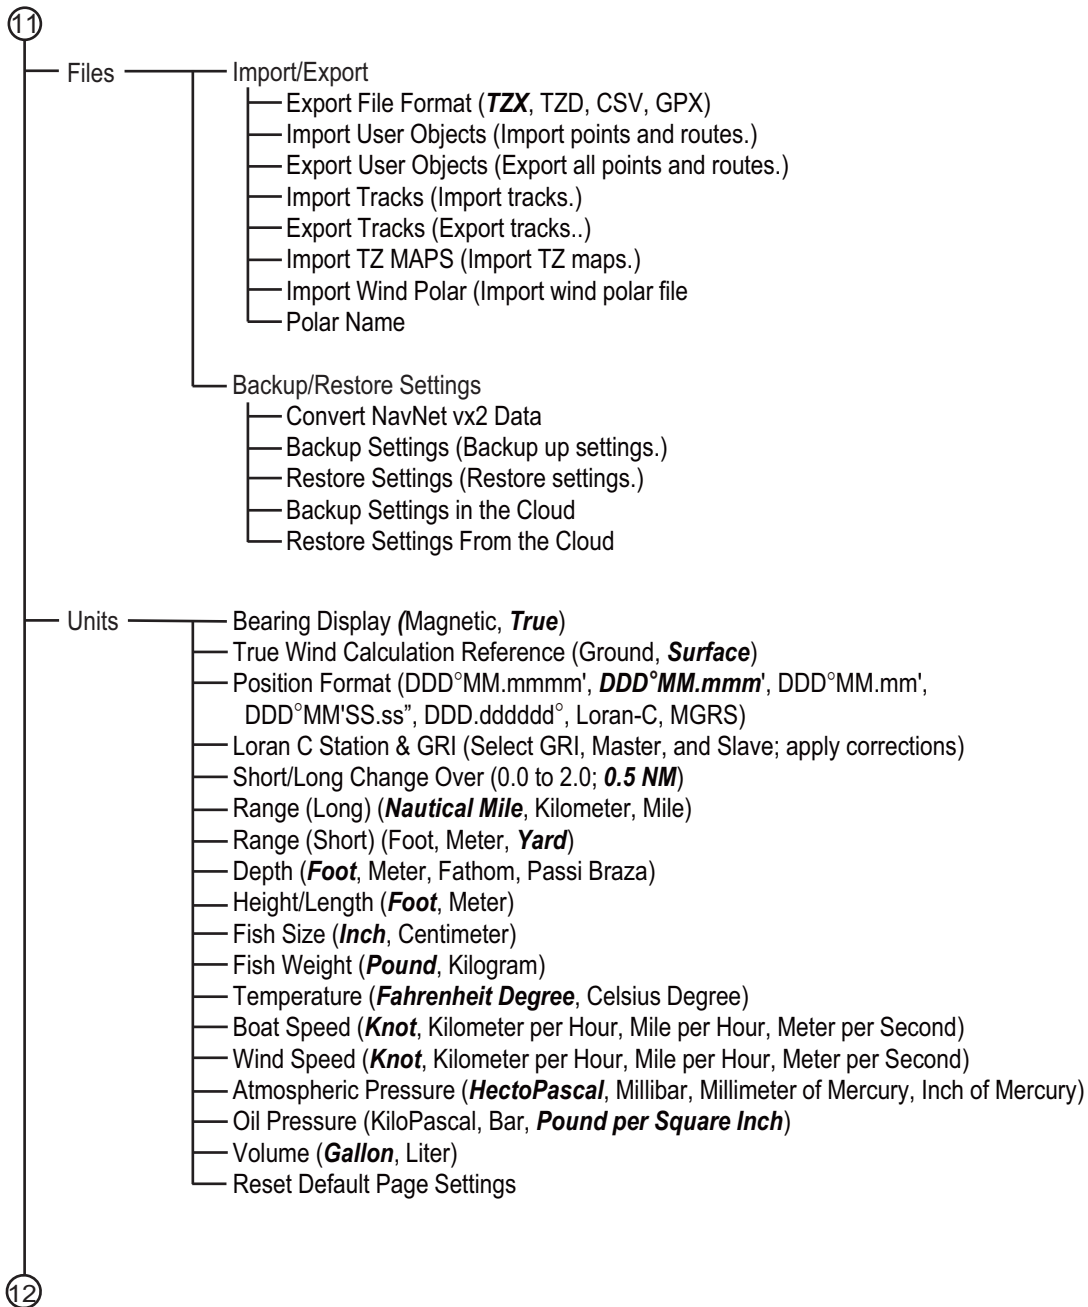 11
Files
Import/Export
Export File Format (TZX, TZD, CSV, GPX)
Import User Objects (Import points and routes.)
Export User Objects (Export all points and routes.)
Import Tracks (Import tracks.)
Export Tracks (Export tracks..)
Import TZ MAPS (Import TZ maps.)
Import Wind Polar (Import wind polar file
Polar Name
Backup/Restore Settings
Convert NavNet vx2 Data
Backup Settings (Backup up settings.)
Restore Settings (Restore settings.)
Backup Settings in the Cloud
Restore Settings From the Cloud
Units
Bearing Display (Magnetic, True)
True Wind Calculation Reference (Ground, Surface)
Position Format (DDD°MM.mmmm', DDD°MM.mmm', DDD°MM.mm',
DDD°MM'SS.ss”, DDD.dddddd°, Loran-C, MGRS)
Loran C Station & GRI (Select GRI, Master, and Slave; apply corrections)
Short/Long Change Over (0.0 to 2.0; 0.5 NM)
Range (Long) (Nautical Mile, Kilometer, Mile)
Range (Short) (Foot, Meter, Yard)
Depth (Foot, Meter, Fathom, Passi Braza)
Height/Length (Foot, Meter)
Fish Size (Inch, Centimeter)
Fish Weight (Pound, Kilogram)
Temperature (Fahrenheit Degree, Celsius Degree)
Boat Speed (Knot, Kilometer per Hour, Mile per Hour, Meter per Second)
Wind Speed (Knot, Kilometer per Hour, Mile per Hour, Meter per Second)
Atmospheric Pressure (HectoPascal, Millibar, Millimeter of Mercury, Inch of Mercury)
Oil Pressure (KiloPascal, Bar, Pound per Square Inch)
Volume (Gallon, Liter)
Reset Default Page Settings
12